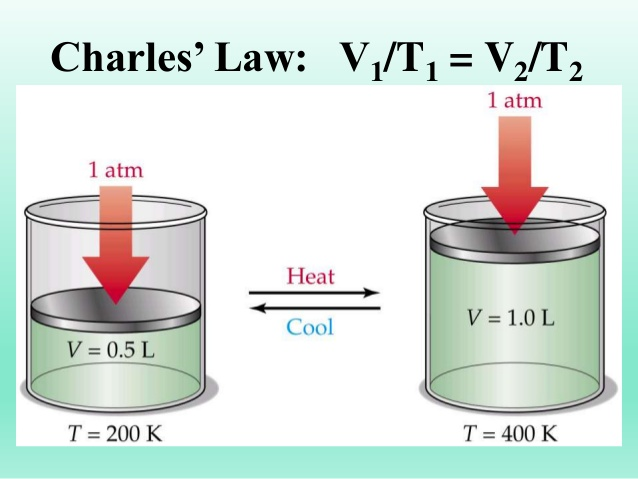 Charles’ Law: V₁/T₁ = V₂/T₂
1 atm
1 atm
Heat
Cool
V = 0.5 L
V = 1.0 L
T = 200 K
T = 400 K